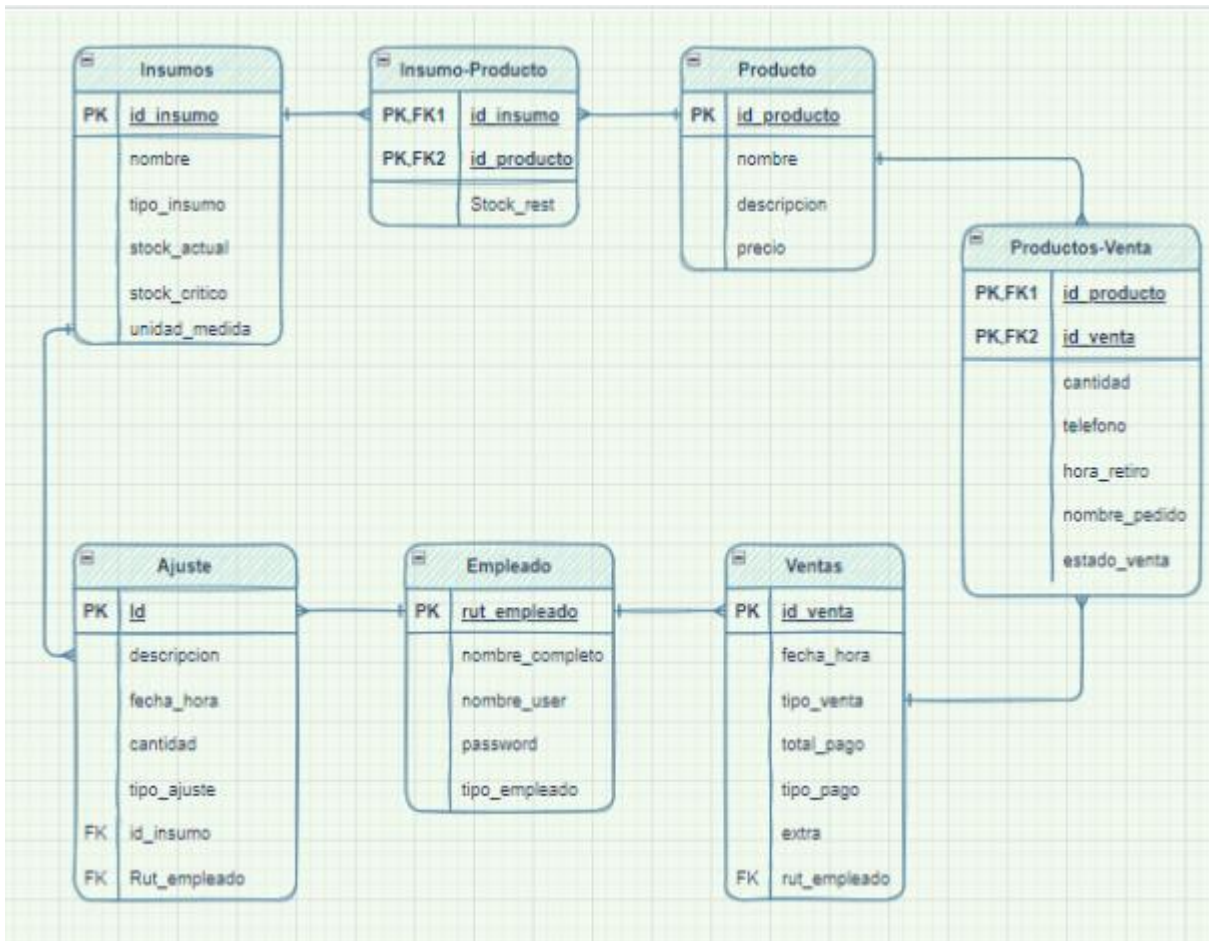 Insumos
PK id_insumo
nombre
tipo_insumo
stock_actual
stock_critico
unidad_medida
Insumo-Producto
PK,FK1 id_insumo
PK,FK2 id_producto
Stock_rest
Producto
PK id_producto
nombre
descripcion
precio
Productos-Venta
PK,FK1 id_producto
PK,FK2 id_venta
cantidad
telefono
hora_retiro
nombre_pedido
estado_venta
Ajuste
PK Id
descripcion
fecha_hora
cantidad
tipo_ajuste
FK id_insumo
FK Rut_empleado
Empleado
PK rut_empleado
nombre_completo
nombre_user
password
tipo_empleado
Ventas
PK id_venta
fecha_hora
tipo_venta
total_pago
tipo_pago
extra
FK rut_empleado